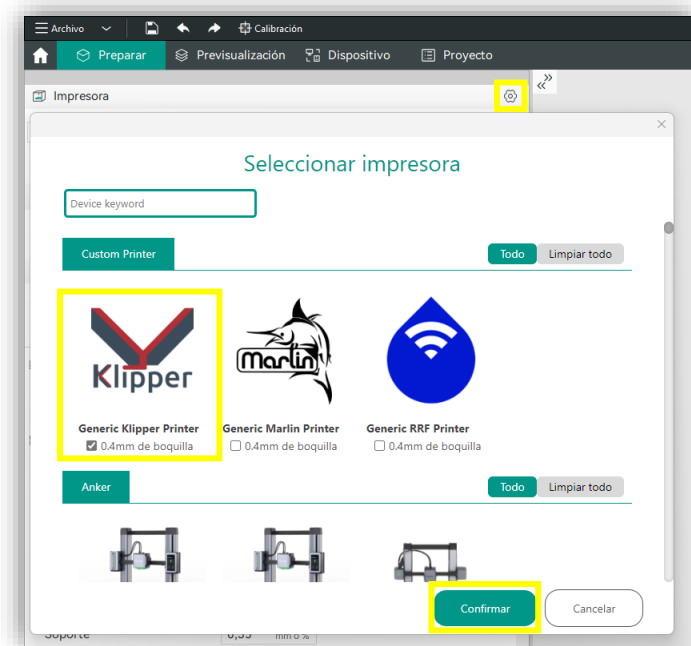 Archivo
Calibración
Preparar
Previsualización
Dispositivo
Proyecto
Impresora
Seleccionar impresora
Device keyword
Custom Printer
Todo
Limpiar todo
Klipper
Marlin
Generic Klipper Printer
Generic Marlin Printer
Generic RRF Printer
0.4mm de boquilla
0.4mm de boquilla
0.4mm de boquilla
Anker
Todo
Limpiar todo
Confirmar
Cancelar
Soporte
mm o %